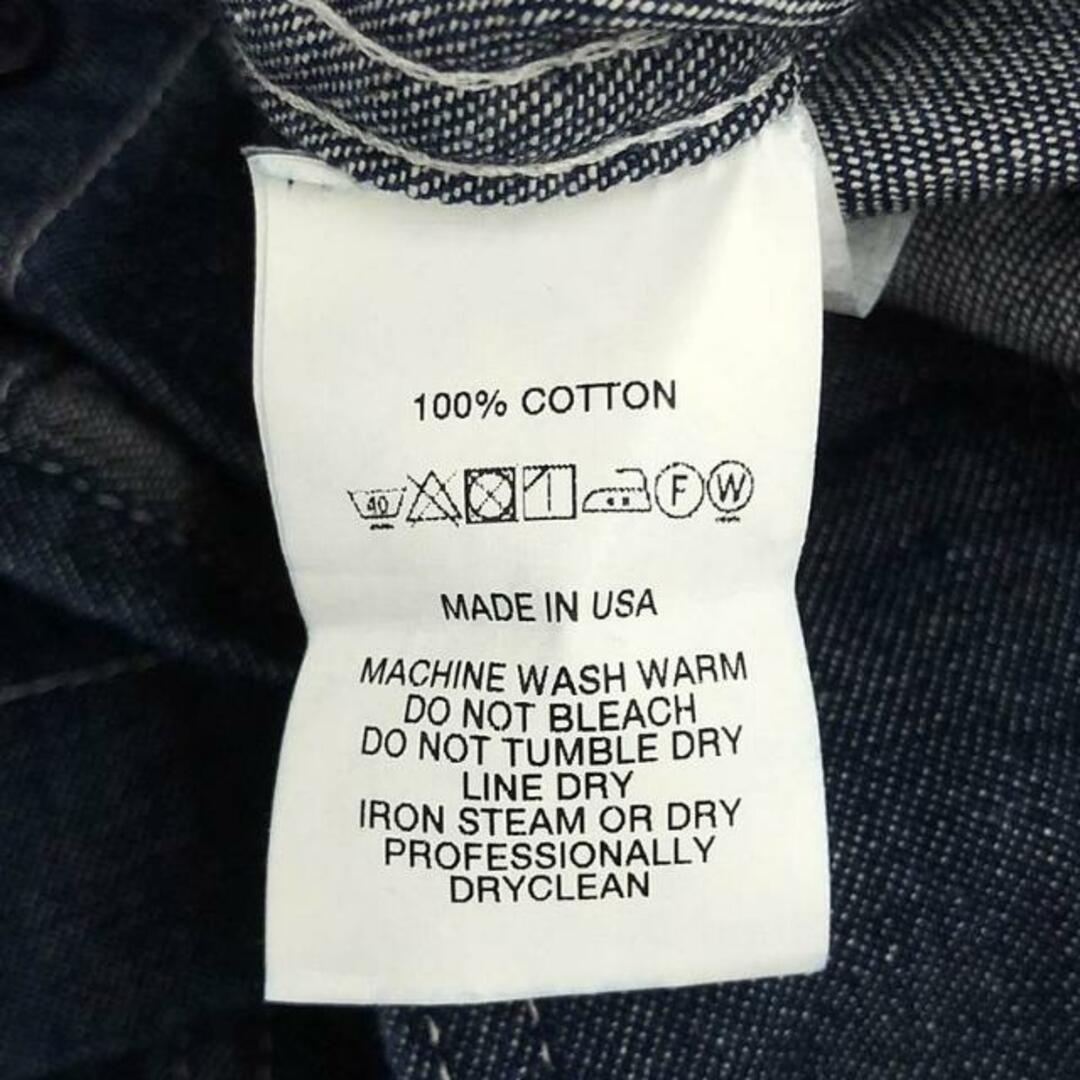 100% COTTON
40 F W
MADE IN USA
MACHINE WASH WARM
DO NOT BLEACH
DO NOT TUMBLE DRY
LINE DRY
IRON STEAM OR DRY
PROFESSIONALLY
DRYCLEAN